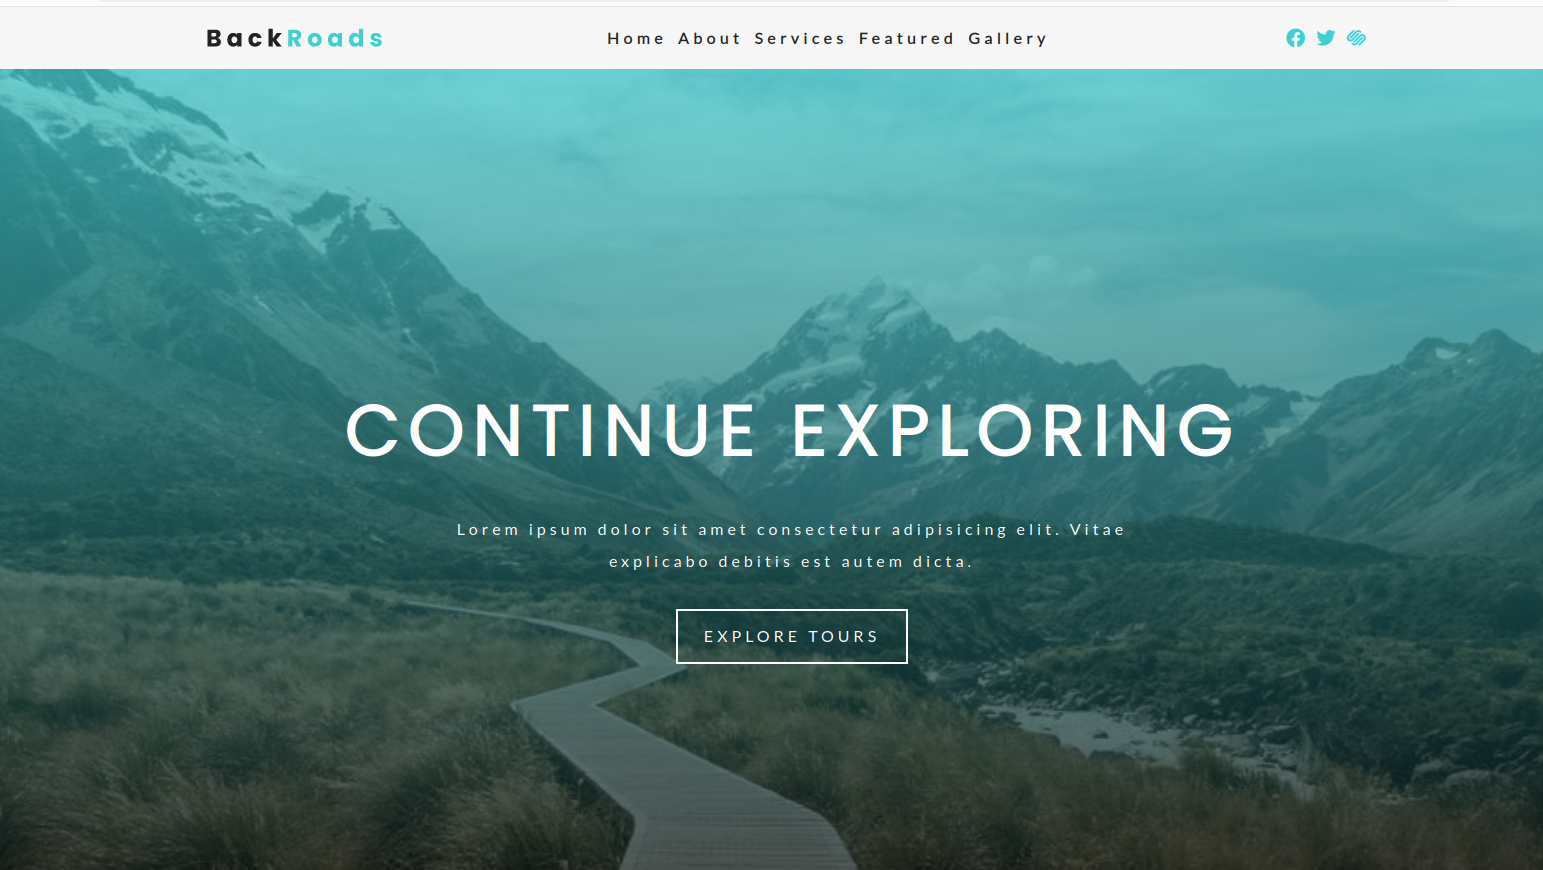 BackRoads
Home About Services Featured Gallery
CONTINUE EXPLORING
Lorem ipsum dolor sit amet consectetur adipisicing elit. Vitae
explicabo debitis est autem dicta.
EXPLORE TOURS